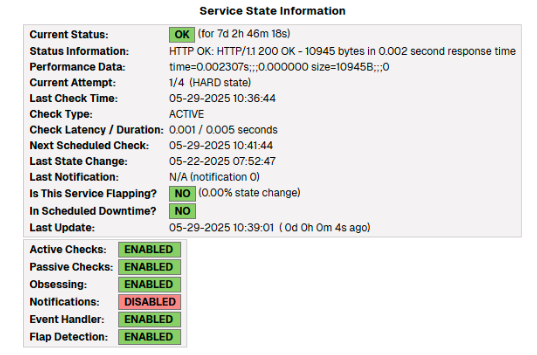 Service State Information
Current Status: OK (for 7d 2h 46m 18s)
Status Information: HTTP OK: HTTP/1.1 200 OK - 10945 bytes in 0.002 second response time
Performance Data: time=0.002307s;;;0.000000 size=10945B;;;0
Current Attempt: 1/4 (HARD state)
Last Check Time: 05-29-2025 10:36:44
Check Type: ACTIVE
Check Latency / Duration: 0.001 / 0.005 seconds
Next Scheduled Check: 05-29-2025 10:41:44
Last State Change: 05-22-2025 07:52:47
Last Notification: N/A (notification 0)
Is This Service Flapping? NO (0.00% state change)
In Scheduled Downtime? NO
Last Update: 05-29-2025 10:39:01 ( 0d 0h 0m 4s ago)
Active Checks: ENABLED
Passive Checks: ENABLED
Obsessing: ENABLED
Notifications: DISABLED
Event Handler: ENABLED
Flap Detection: ENABLED